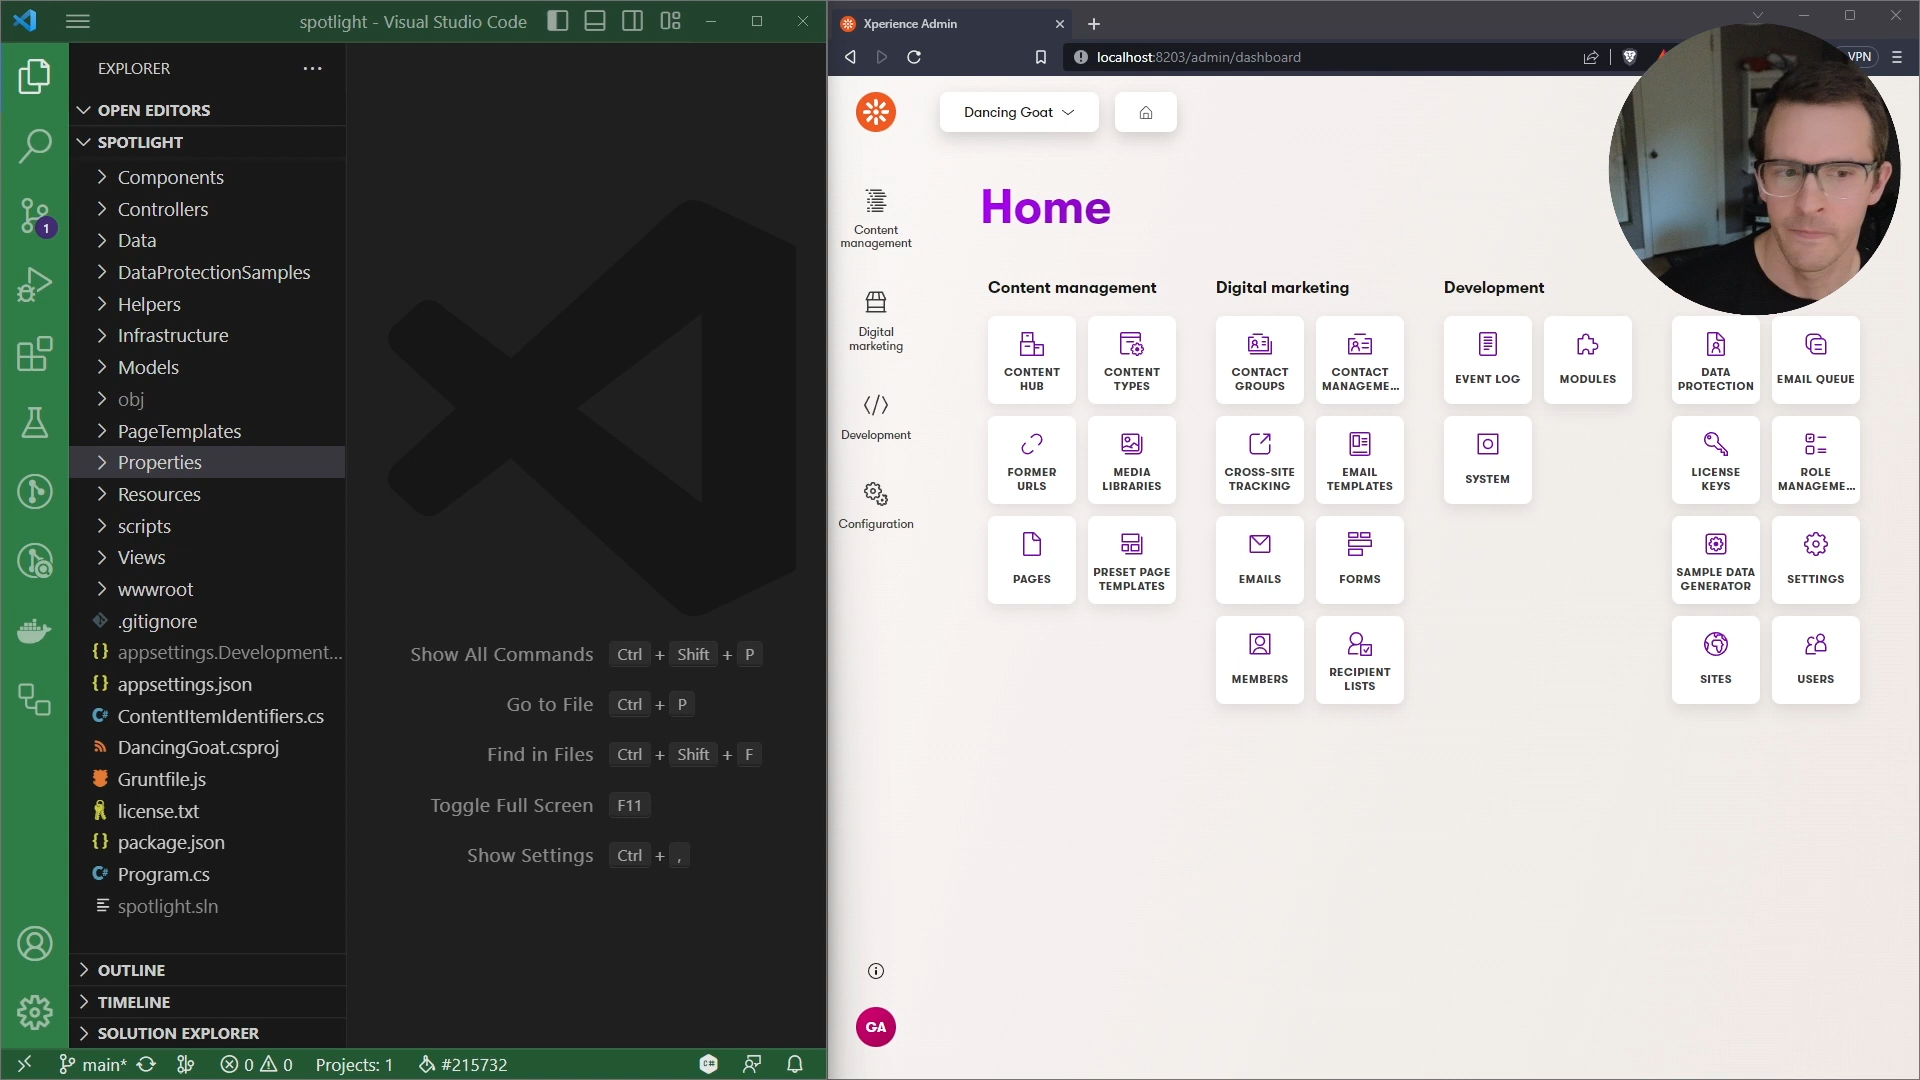 spotlight - Visual Studio Code
EXPLORER
OPEN EDITORS
SPOTLIGHT
Components
Controllers
Data
DataProtectionSamples
Helpers
Infrastructure
Models
obj
PageTemplates
Properties
Resources
scripts
Views
wwwroot
.gitignore
appsettings.Development...
appsettings.json
ContentItemIdentifiers.cs
DancingGoat.csproj
Gruntfile.js
license.txt
package.json
Program.cs
spotlight.sln
OUTLINE
TIMELINE
SOLUTION EXPLORER
1
Show All Commands Ctrl + Shift + P
Go to File Ctrl + P
Find in Files Ctrl + Shift + F
Toggle Full Screen F11
Show Settings Ctrl + ,
main* 0 0 Projects: 1 #215732
Xperience Admin
localhost:8203/admin/dashboard
VPN
Dancing Goat
Content
management
Digital
marketing
Development
Configuration
GA
Home
Content management
CONTENT
HUB
CONTENT
TYPES
FORMER
URLS
MEDIA
LIBRARIES
PAGES
PRESET PAGE
TEMPLATES
Digital marketing
CONTACT
GROUPS
CONTACT
MANAGEME...
CROSS-SITE
TRACKING
EMAIL
TEMPLATES
EMAILS
FORMS
MEMBERS
RECIPIENT
LISTS
Development
EVENT LOG
MODULES
SYSTEM
DATA
PROTECTION
EMAIL QUEUE
LICENSE
KEYS
ROLE
MANAGEME...
SAMPLE DATA
GENERATOR
SETTINGS
SITES
USERS